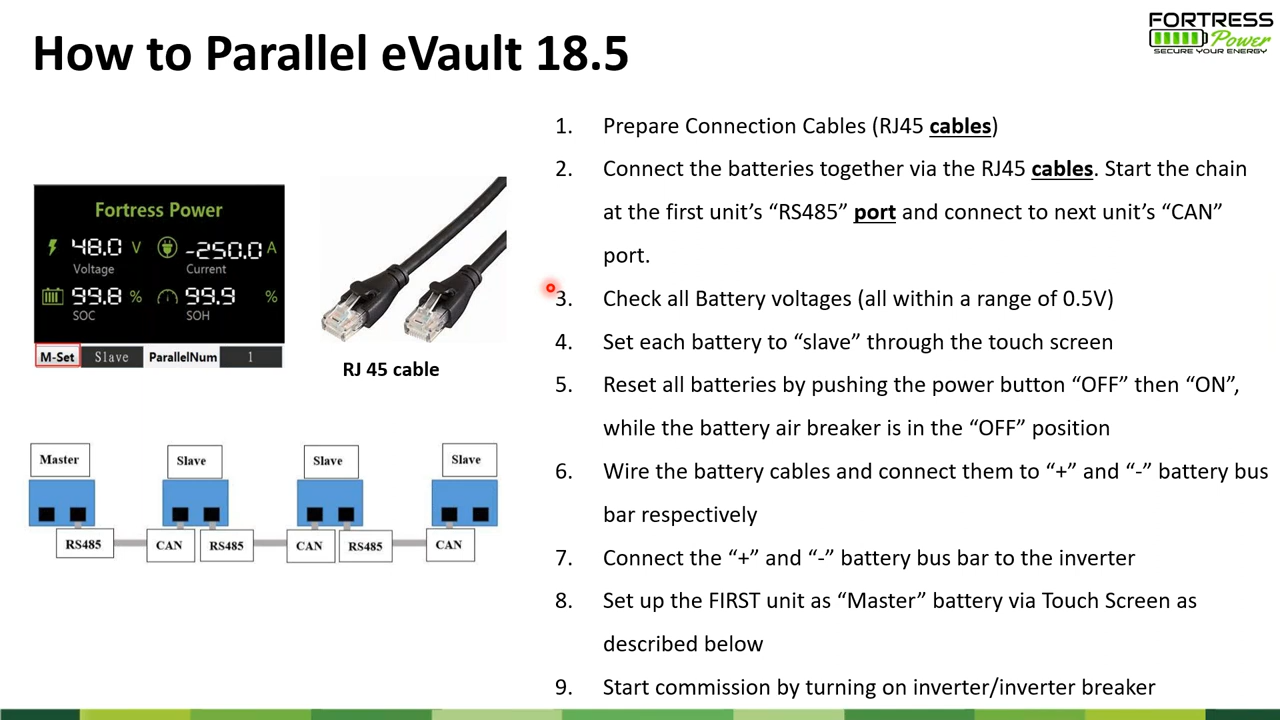 How to Parallel eVault 18.5
FORTRESS
Power
SECURE YOUR ENERGY
Fortress Power
48.0 V
-250.0 A
Voltage
Current
99.8 %
99.9 %
SOC
SOH
M-Set
Slave
ParallelNum
1
RJ 45 cable
Master
Slave
Slave
Slave
RS485
CAN
RS485
CAN
RS485
CAN
1. Prepare Connection Cables (RJ45 cables)
2. Connect the batteries together via the RJ45 cables. Start the chain
at the first unit’s “RS485” port and connect to next unit’s “CAN”
port.
3. Check all Battery voltages (all within a range of 0.5V)
4. Set each battery to “slave” through the touch screen
5. Reset all batteries by pushing the power button “OFF” then “ON”,
while the battery air breaker is in the “OFF” position
6. Wire the battery cables and connect them to “+” and “-” battery bus
bar respectively
7. Connect the “+” and “-” battery bus bar to the inverter
8. Set up the FIRST unit as “Master” battery via Touch Screen as
described below
9. Start commission by turning on inverter/inverter breaker